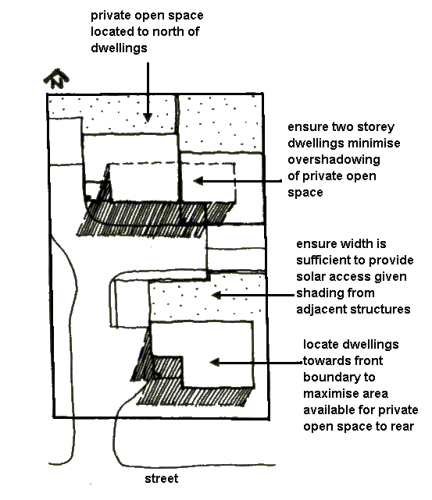 private open space
located to north of
dwellings
N
ensure two storey
dwellings minimise
overshadowing
of private open
space
ensure width is
sufficient to provide
solar access given
shading from
adjacent structures
locate dwellings
towards front
boundary to
maximise area
available for private
open space to rear
street